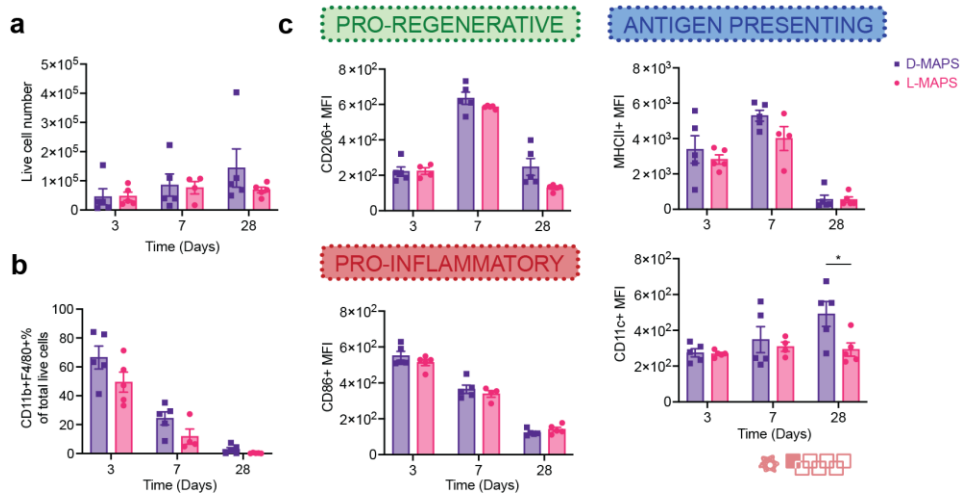 a
Live cell number
5×10⁵
4×10⁵
3×10⁵
2×10⁵
1×10⁵
0
3 7 28
Time (Days)
b
CD11b+F4/80+%
of total live cells
100
80
60
40
20
0
3 7 28
Time (Days)
c
PRO-REGENERATIVE
CD206+ MFI
8×10²
6×10²
4×10²
2×10²
0
3 7 28
Time (Days)
PRO-INFLAMMATORY
CD86+ MFI
8×10²
6×10²
4×10²
2×10²
0
3 7 28
Time (Days)
ANTIGEN PRESENTING
D-MAPS
L-MAPS
MHCII+ MFI
8×10³
6×10³
4×10³
2×10³
0
3 7 28
Time (Days)
CD11c+ MFI
8×10²
6×10²
4×10²
2×10²
0
*
3 7 28
Time (Days)